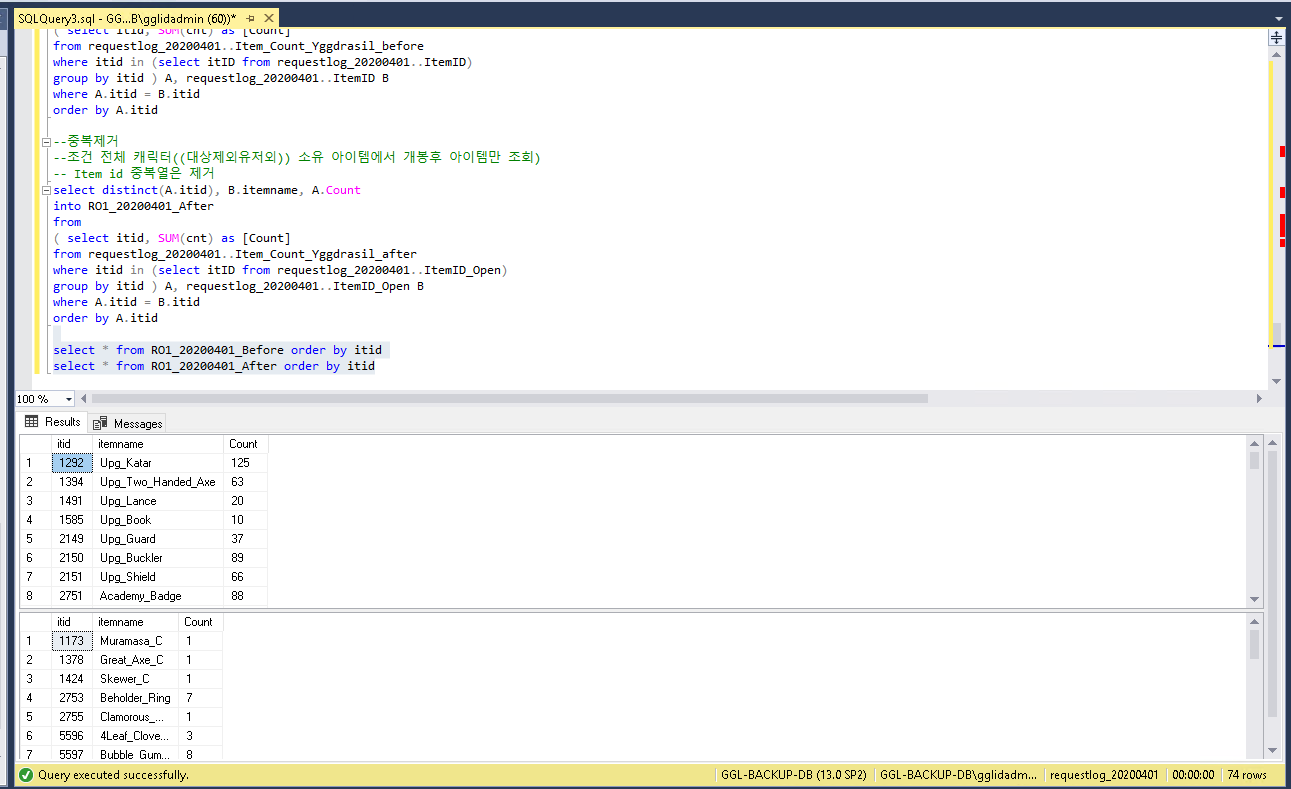 SQLQuery3.sql - GG...B\gglidadmin (60))*
( select itid, SUM(cnt) as [Count]
from requestlog_20200401..Item_Count_Yggdrasil_before
where itid in (select itID from requestlog_20200401..ItemID)
group by itid ) A, requestlog_20200401..ItemID B
where A.itid = B.itid
order by A.itid
--중복제거
--조건 전체 캐릭터((대상제외유저외)) 소유 아이템에서 개봉후 아이템만 조회)
-- Item id 중복열은 제거
select distinct(A.itid), B.itemname, A.Count
into RO1_20200401_After
from
( select itid, SUM(cnt) as [Count]
from requestlog_20200401..Item_Count_Yggdrasil_after
where itid in (select itID from requestlog_20200401..ItemID_Open)
group by itid ) A, requestlog_20200401..ItemID_Open B
where A.itid = B.itid
order by A.itid
select * from RO1_20200401_Before order by itid
select * from RO1_20200401_After order by itid
100 %
Results Messages
itid itemname Count
1 1292 Upg_Katar 125
2 1394 Upg_Two_Handed_Axe 63
3 1491 Upg_Lance 20
4 1585 Upg_Book 10
5 2149 Upg_Guard 37
6 2150 Upg_Buckler 89
7 2151 Upg_Shield 66
8 2751 Academy_Badge 88
itid itemname Count
1 1173 Muramasa_C 1
2 1378 Great_Axe_C 1
3 1424 Skewer_C 1
4 2753 Beholder_Ring 7
5 2755 Clamorous_... 1
6 5596 4Leaf_Clove... 3
7 5597 Bubble_Gum... 8
Query executed successfully. GGL-BACKUP-DB (13.0 SP2) GGL-BACKUP-DB\gglidadm... requestlog_20200401 00:00:00 74 rows